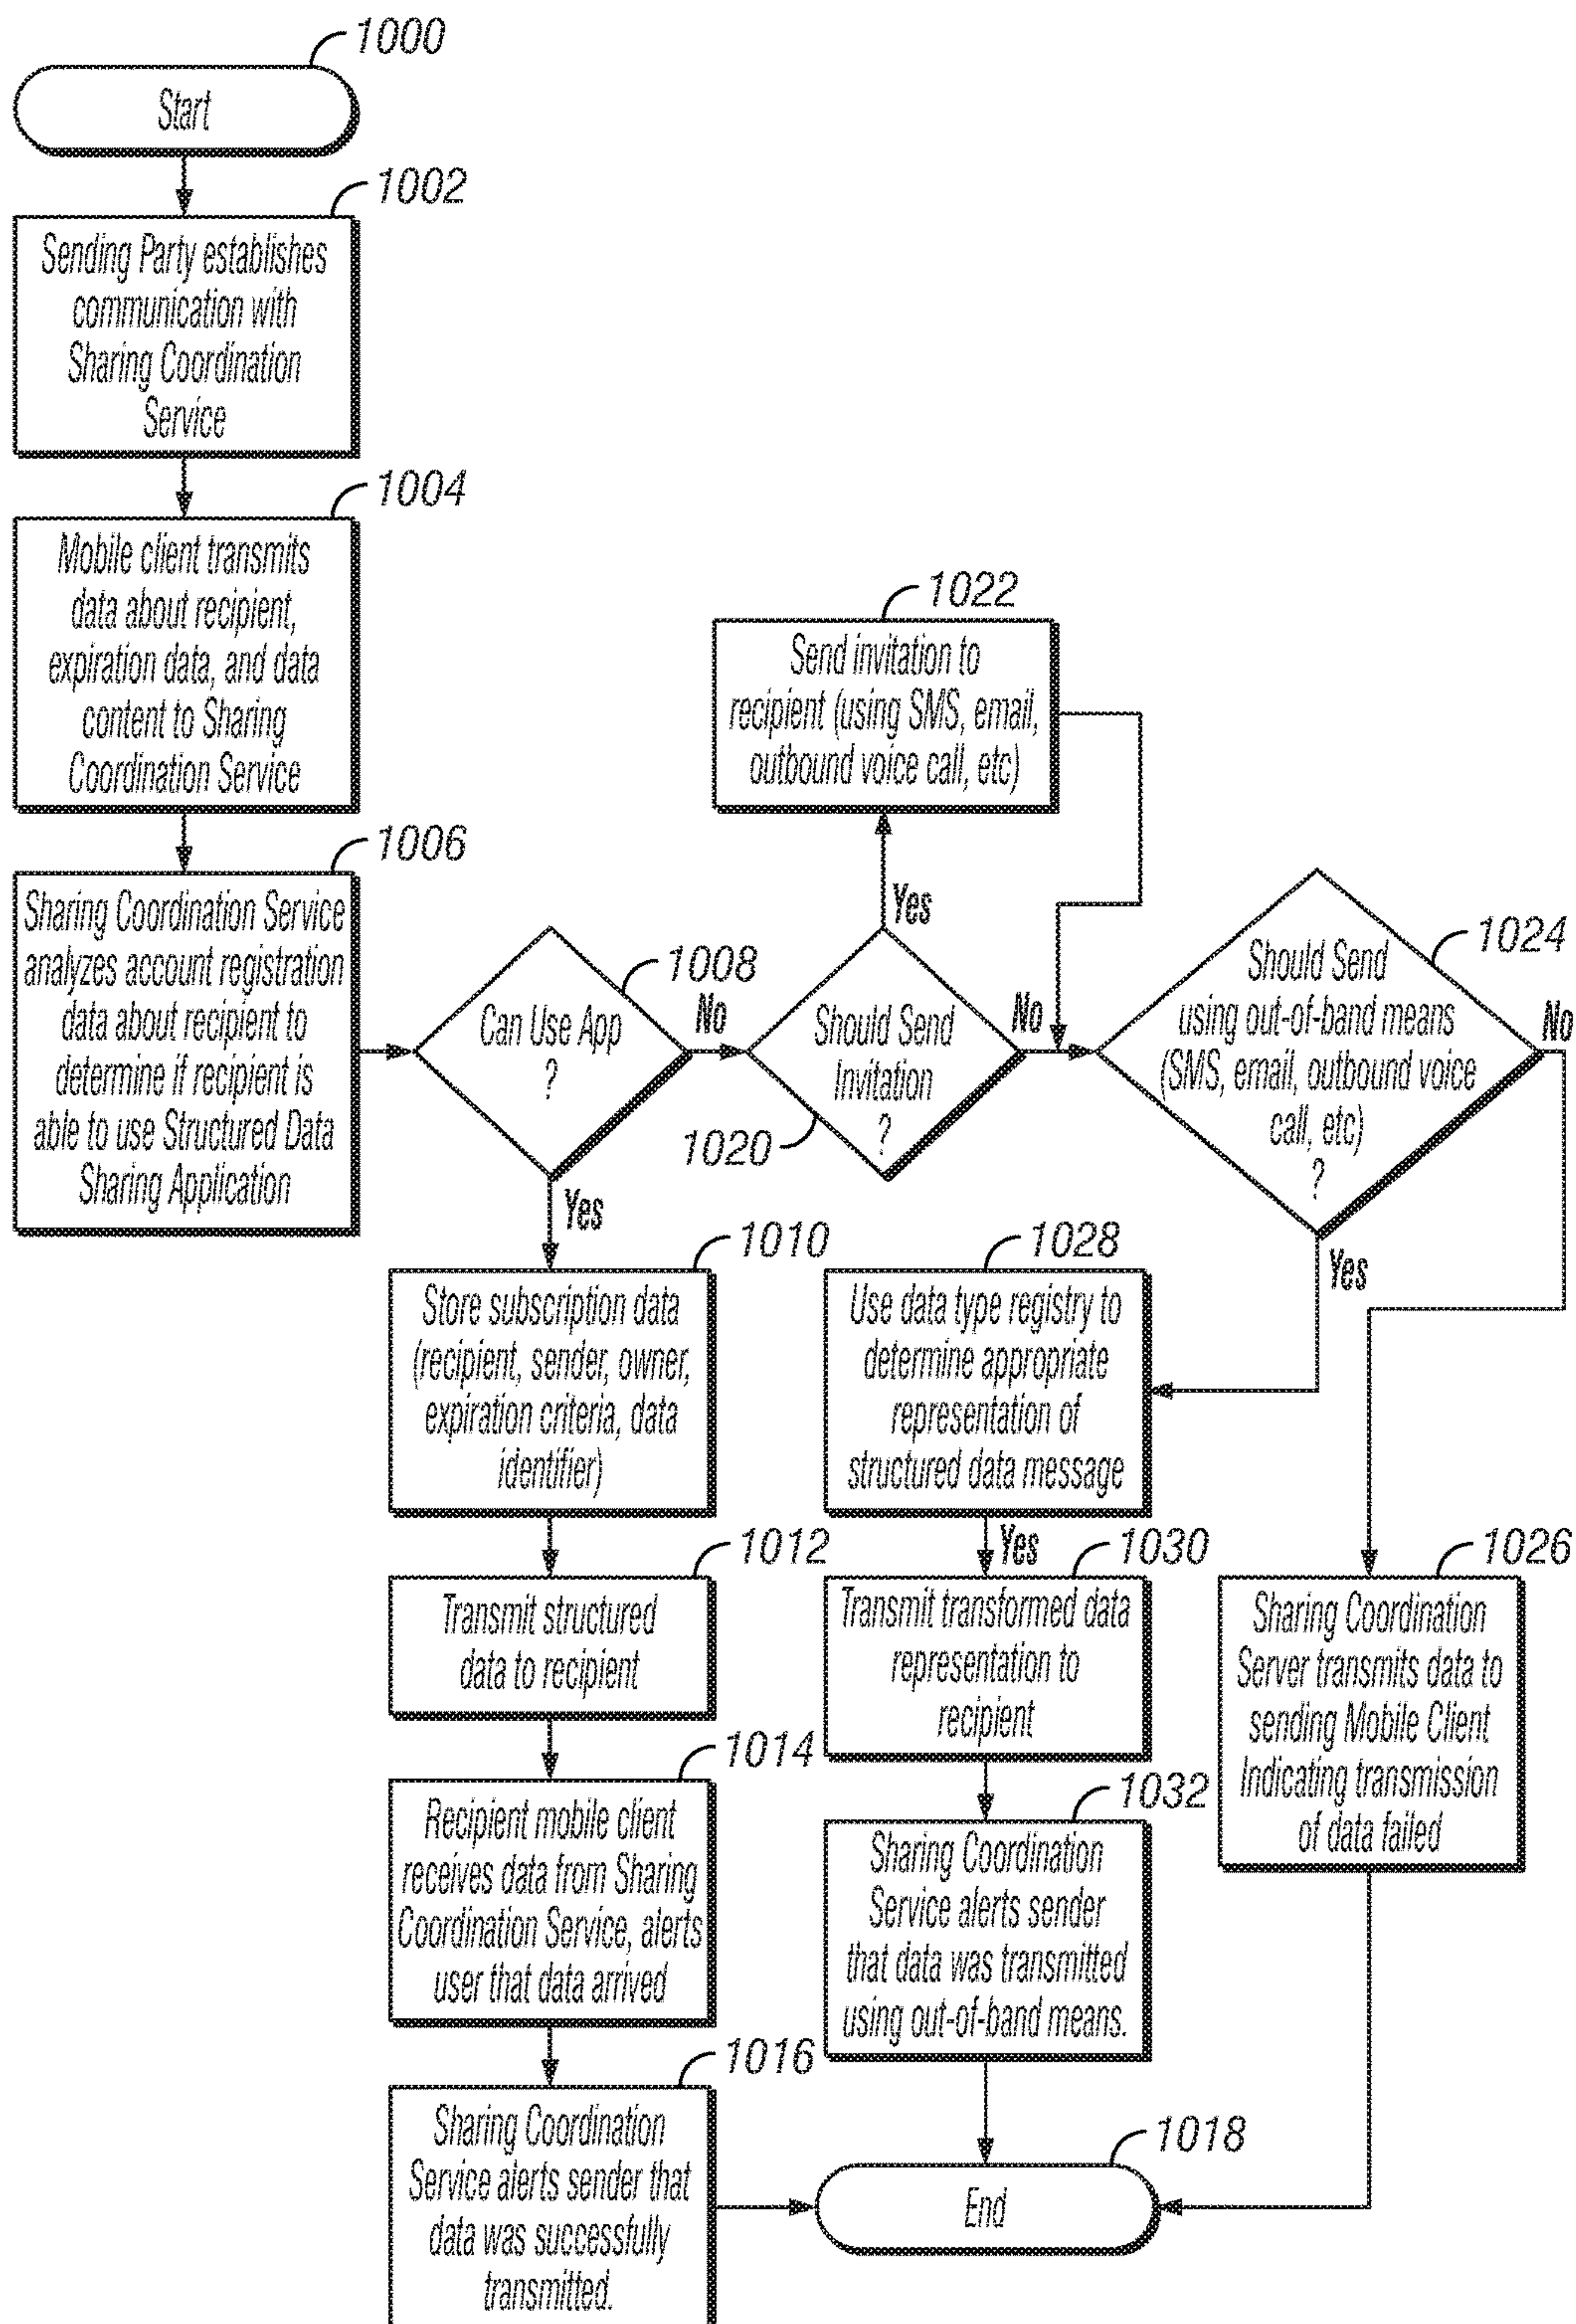 1000
Start
1002
Sending Party establishes
communication with
Sharing Coordination
Service
1004
Mobile client transmits
data about recipient,
expiration data, and data
content to Sharing
Coordination Service
1006
Sharing Coordination Service
analyzes account registration
data about recipient to
determine if recipient is
able to use Structured Data
Sharing Application
1008
Can Use App
?
No
Yes
1010
Store subscription data
(recipient, sender, owner,
expiration criteria, data
identifier)
1012
Transmit structured
data to recipient
1014
Recipient mobile client
receives data from Sharing
Coordination Service, alerts
user that data arrived
1016
Sharing Coordination
Service alerts sender that
data was successfully
transmitted.
1020
Should Send
Invitation
?
Yes
No
1022
Send invitation to
recipient (using SMS, email,
outbound voice call, etc)
1024
Should Send
using out-of-band means
(SMS, email, outbound voice
call, etc)
?
No
Yes
1028
Use data type registry to
determine appropriate
representation of
structured data message
Yes
1030
Transmit transformed data
representation to
recipient
1032
Sharing Coordination
Service alerts sender
that data was transmitted
using out-of-band means.
1026
Sharing Coordination
Server transmits data to
sending Mobile Client
Indicating transmission
of data failed
1018
End